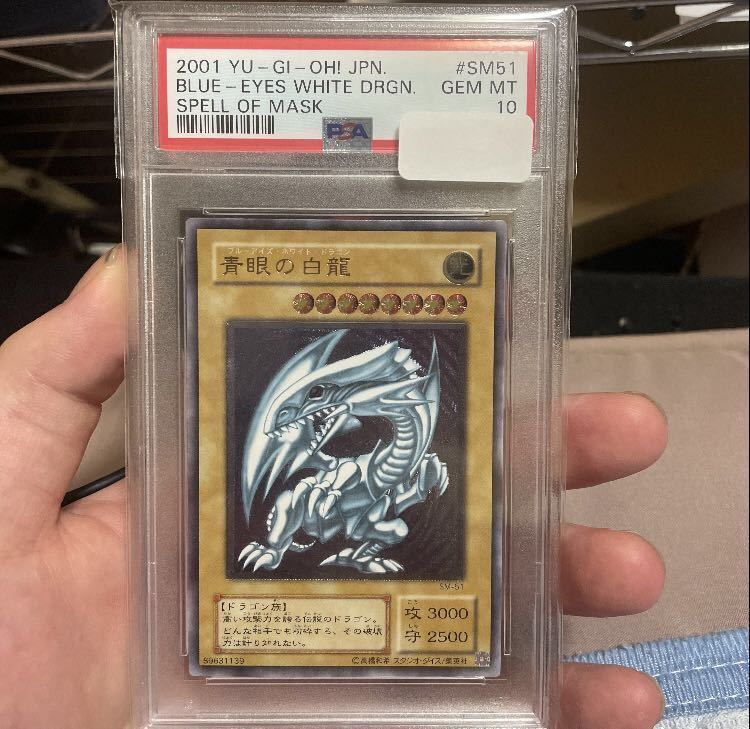 2001 YU-GI-OH! JPN. #SM51
BLUE-EYES WHITE DRGN. GEM MT
SPELL OF MASK 10
PSA
ブルーアイズ・ホワイト・ドラゴン
青眼の白龍
SM-51
【ドラゴン族】
高い攻撃力を誇る伝説のドラゴン。
どんな相手でも粉砕する、その破壊
力は計り知れない。
攻 3000
守 2500
©高橋和希 スタジオ・ダイス/集英社